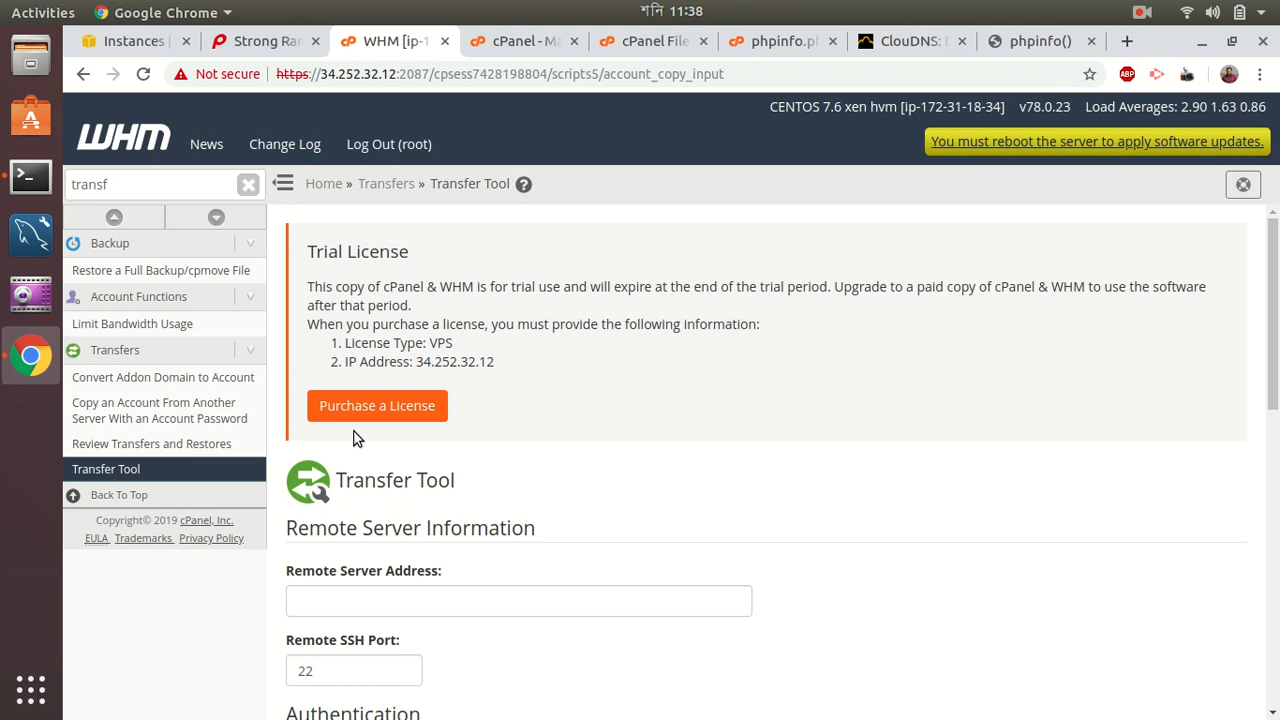 Activities
Google Chrome
শনি 11:38
Instances
Strong Ra
WHM [ip-1
cPanel - M
cPanel File
phpinfo.p
ClouDNS: D
phpinfo()
Not secure
https://34.252.32.12:2087/cpsess7428198804/scripts5/account_copy_input
ABP
CENTOS 7.6 xen hvm [ip-172-31-18-34] v78.0.23 Load Averages: 2.90 1.63 0.86
WHM
News
Change Log
Log Out (root)
You must reboot the server to apply software updates.
transf
Home » Transfers » Transfer Tool
Backup
Restore a Full Backup/cpmove File
Account Functions
Limit Bandwidth Usage
Transfers
Convert Addon Domain to Account
Copy an Account From Another
Server With an Account Password
Review Transfers and Restores
Transfer Tool
Back To Top
Copyright© 2019 cPanel, Inc.
EULA Trademarks Privacy Policy
Trial License
This copy of cPanel & WHM is for trial use and will expire at the end of the trial period. Upgrade to a paid copy of cPanel & WHM to use the software
after that period.
When you purchase a license, you must provide the following information:
1. License Type: VPS
2. IP Address: 34.252.32.12
Purchase a License
Transfer Tool
Remote Server Information
Remote Server Address:
Remote SSH Port:
22
Authentication